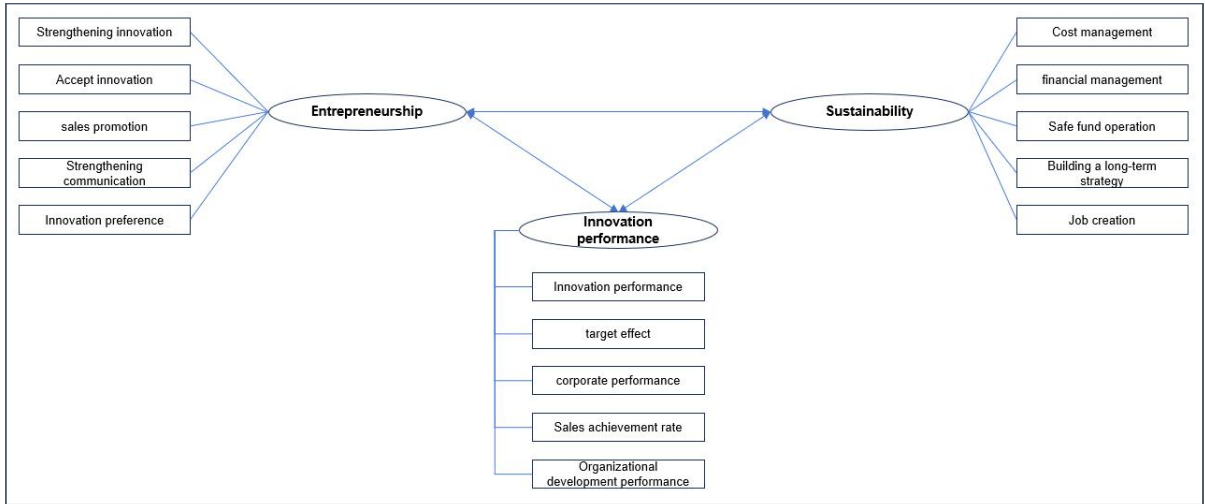 Strengthening innovation
Accept innovation
sales promotion
Strengthening
communication
Innovation preference
Entrepreneurship
Sustainability
Cost management
financial management
Safe fund operation
Building a long-term
strategy
Job creation
Innovation
performance
Innovation performance
target effect
corporate performance
Sales achievement rate
Organizational
development performance